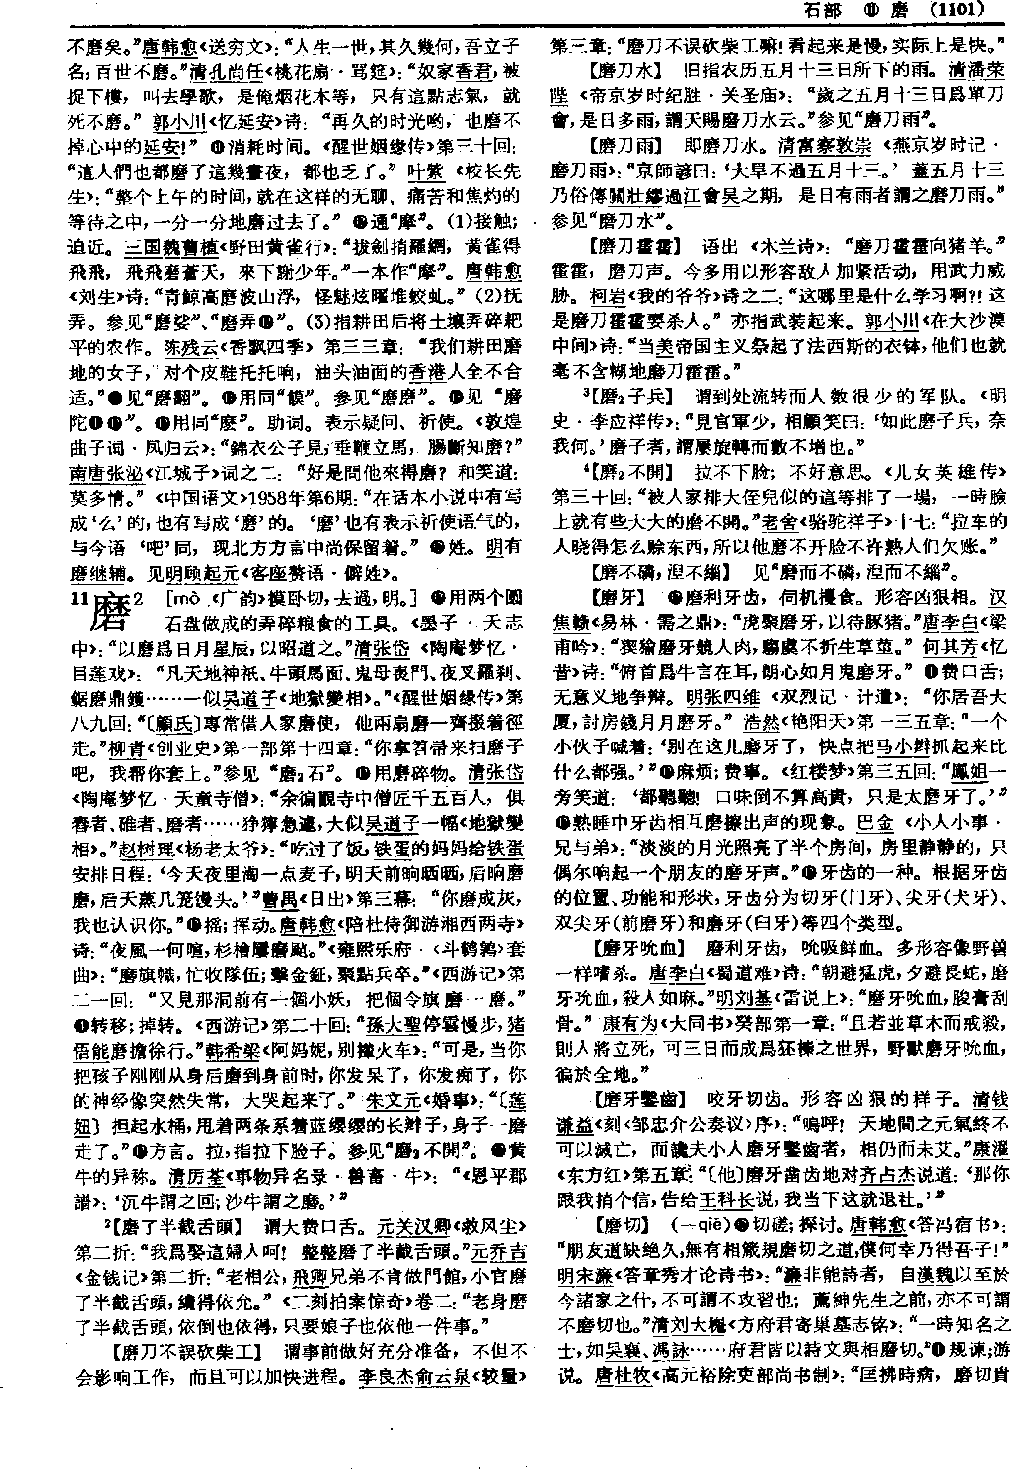 石部 ⑪ 磨 (1101)
不磨矣。”唐韩愈《送穷文》：“人生一世，其久幾何，吾立子
名，百世不磨。”清孔尚任《桃花扇·骂筵》：“奴家香君，被
捉下樓，叫去學歌，是俺烟花本等，只有這點志氣，就
死不磨。”郭小川《忆延安》诗：“再久的时光哟，也磨不
掉心中的延安！”消耗时间。《醒世姻缘传》第三十回：
“這人們也都磨了這幾晝夜，都也乏了。”叶紫《校长先
生》：“整个上午的时间，就在这样的无聊、痛苦和焦灼的
等待之中，一分一分地磨过去了。”通“摩”。(1)接触；
迫近。三国魏曹植《野田黄雀行》：“拔劍捎羅網，黃雀得
飛飛，飛飛磨蒼天，來下謝少年。”一本作“摩”。唐韩愈
《刘生》诗：“青鯨高磨波山浮，怪魅炫曜堆蛟虬。”(2)抚
弄。参见“磨娑”、“磨弄”。(3)指耕田后将土壤弄碎耙
平的农作。陈残云《香飘四季》第三三章：“我们耕田磨
地的女子，对个皮鞋托托响，油头油面的香港人全不合
适。”见“磨翻”。用同“饃”。参见“磨磨”。见“磨
陀”。用同“麽”。助词。表示疑问、祈使。《敦煌
曲子词·凤归云》：“錦衣公子見，垂鞭立馬，腸斷知磨？”
南唐张泌《江城子》词之二：“好是問他來得磨？和笑道：
莫多情。”《中国语文》1958年第6期：“在话本小说中有写
成‘么’的，也有写成‘磨’的。‘磨’也有表示祈使语气的，
与今语‘吧’同，现北方方言中尚保留着。”姓。明有
磨继辅。见明顾起元《客座赘语·僻姓》。
11磨2 [mò 《广韵》摸卧切，去過，明。] 用两个圆
石盘做成的弄碎粮食的工具。《墨子·天志
中》：“以磨爲日月星辰，以昭道之。”清张岱《陶庵梦忆·
目莲戏》：“凡天地神祇、牛頭馬面、鬼母喪門、夜叉羅刹、
鋸磨鼎鑊……一似吴道子《地獄變相》。”《醒世姻缘传》第
八九回：“〔顧氏〕專常借人家磨使，他兩扇磨一齊掇着徑
走。”柳青《创业史》第一部第十四章：“你拿笤帚来扫磨子
吧，我帮你套上。”参见“磨2石”。用磨碎物。清张岱
《陶庵梦忆·天童寺僧》：“余徧觀寺中僧匠千五百人，俱
舂者、碓者、磨者……猙獰急遽，大似吴道子一幅《地獄變
相》。”赵树理《杨老太爷》：“吃过了饭，铁蛋的妈妈给铁蛋
安排日程：‘今天夜里淘一点麦子，明天前晌晒晒，后晌磨
磨，后天蒸几笼馒头。’”曹禺《日出》第三幕：“你磨成灰，
我也认识你。”摇；挥动。唐韩愈《陪杜侍御游湘西两寺》
诗：“夜風一何喧，杉檜屢磨颭。”《雍熙乐府·〈斗鹌鹑〉套
曲》：“磨旗幟，忙收隊伍；擊金鉦，聚點兵卒。”《西游记》第
二一回：“又見那洞前有一個小妖，把個令旗磨一磨。”
转移；掉转。《西游记》第二十回：“孫大聖停雲慢步，猪
悟能磨擔徐行。”韩希梁《阿妈妮，别撵火车》：“可是，当你
把孩子刚刚从身后磨到身前时，你发呆了，你发痴了，你
的神经像突然失常，大哭起来了。”朱文元《婚事》：“〔莲
妞〕担起水桶，甩着两条系着蓝缨缨的长辫子，身子一磨
走了。”方言。拉，指拉下脸子。参见“磨2不開”。黄
牛的异称。清厉荃《事物异名录·兽畜·牛》：“《恩平郡
譜》：‘沉牛謂之回；沙牛謂之磨。’”
2【磨了半截舌頭】 谓大费口舌。元关汉卿《救风尘》
第二折：“我爲娶這婦人呵！整整磨了半截舌頭。”元乔吉
《金钱记》第二折：“老相公，飛卿兄弟不肯做門館，小官磨
了半截舌頭，纔得依允。”《二刻拍案惊奇》卷二：“老身磨
了半截舌頭，依倒也依得，只要娘子也依他一件事。”
【磨刀不誤砍柴工】 谓事前做好充分准备，不但不
会影响工作，而且可以加快进程。李良杰俞云泉《较量》
第三章：“磨刀不误砍柴工嘛！看起来是慢，实际上是快。”
【磨刀水】 旧指农历五月十三日所下的雨。清潘荣
陛《帝京岁时纪胜·关圣庙》：“歲之五月十三日爲單刀
會，是日多雨，謂天賜磨刀水云。”参见“磨刀雨”。
【磨刀雨】 即磨刀水。清富察敦崇《燕京岁时记·
磨刀雨》：“京師諺曰：‘大旱不過五月十三。’蓋五月十三
乃俗傳關壯繆過江會吴之期，是日有雨者謂之磨刀雨。”
参见“磨刀水”。
【磨刀霍霍】 语出《木兰诗》：“磨刀霍霍向猪羊。”
霍霍，磨刀声。今多用以形容敌人加紧活动，用武力威
胁。柯岩《我的爷爷》诗之二：“这哪里是什么学习啊？！这
是磨刀霍霍要杀人。”亦指武装起来。郭小川《在大沙漠
中间》诗：“当美帝国主义祭起了法西斯的衣钵，他们也就
毫不含糊地磨刀霍霍。”
3【磨2子兵】 谓到处流转而人数很少的军队。《明
史·李应祥传》：“見官軍少，相顧笑曰：‘如此磨子兵，奈
我何。’磨子者，謂屡旋轉而數不增也。”
4【磨2不開】 拉不下脸；不好意思。《儿女英雄传》
第三十回：“被人家排大侄兒似的這等排了一場，一時臉
上就有些大大的磨不開。”老舍《骆驼祥子》十七：“拉车的
人晓得怎么赊东西，所以他磨不开脸不许熟人们欠账。”
【磨不磷，涅不緇】 见“磨而不磷，涅而不緇”。
【磨牙】 磨利牙齿，伺机攫食。形容凶狠相。汉
焦赣《易林·需之鼎》：“虎聚磨牙，以待豚猪。”唐李白《梁
甫吟》：“猰貐磨牙競人肉，騶虞不折生草莖。”何其芳《忆
昔》诗：“俯首爲牛言在耳，朗心如月鬼磨牙。”费口舌；
无意义地争辩。明张四维《双烈记·计遣》：“你居吾大
厦，討房錢月月磨牙。”浩然《艳阳天》第一三五章：“一个
小伙子喊着：‘别在这儿磨牙了，快点把马小辫抓起来比
什么都强。’”麻烦；费事。《红楼梦》第三五回：“鳳姐一
旁笑道：‘都聽聽！口味倒不算高貴，只是太磨牙了。’”
熟睡中牙齿相互磨擦出声的现象。巴金《小人小事·
兄与弟》：“淡淡的月光照亮了半个房间，房里静静的，只
偶尔响起一个朋友的磨牙声。”牙齿的一种。根据牙齿
的位置、功能和形状，牙齿分为切牙(门牙)、尖牙(犬牙)、
双尖牙(前磨牙)和磨牙(臼牙)等四个类型。
【磨牙吮血】 磨利牙齿，吮吸鲜血。多形容像野兽
一样嗜杀。唐李白《蜀道难》诗：“朝避猛虎，夕避長蛇，磨
牙吮血，殺人如麻。”明刘基《雷说上》：“磨牙吮血，脧膏刮
骨。”康有为《大同书》癸部第一章：“且若並草木而戒殺，
則人將立死，可三日而成爲狉榛之世界，野獸磨牙吮血，
徧於全地。”
【磨牙鑿齒】 咬牙切齿。形容凶狠的样子。清钱
谦益《刻〈邹忠介公奏议〉序》：“嗚呼！天地間之元氣終不
可以滅亡，而讒夫小人磨牙鑿齒者，相仍而未艾。”康濯
《东方红》第五章：“〔他〕磨牙凿齿地对齐占杰说道：‘那你
跟我捎个信，告给王科长说，我当下这就退社。’”
【磨切】 (一qiē)切磋；探讨。唐韩愈《答冯宿书》：
“朋友道缺绝久，無有相箴規磨切之道，僕何幸乃得吾子！”
明宋濂《答章秀才论诗书》：“濂非能詩者，自漢魏以至於
今諸家之什，不可謂不攻習也；薦紳先生之前，亦不可謂
不磨切也。”清刘大櫆《方府君寄巢墓志铭》：“一時知名之
士，如吴襄、馮詠……府君皆以詩文與相磨切。”规谏；游
说。唐杜牧《高元裕除吏部尚书制》：“匡拂時病，磨切貴